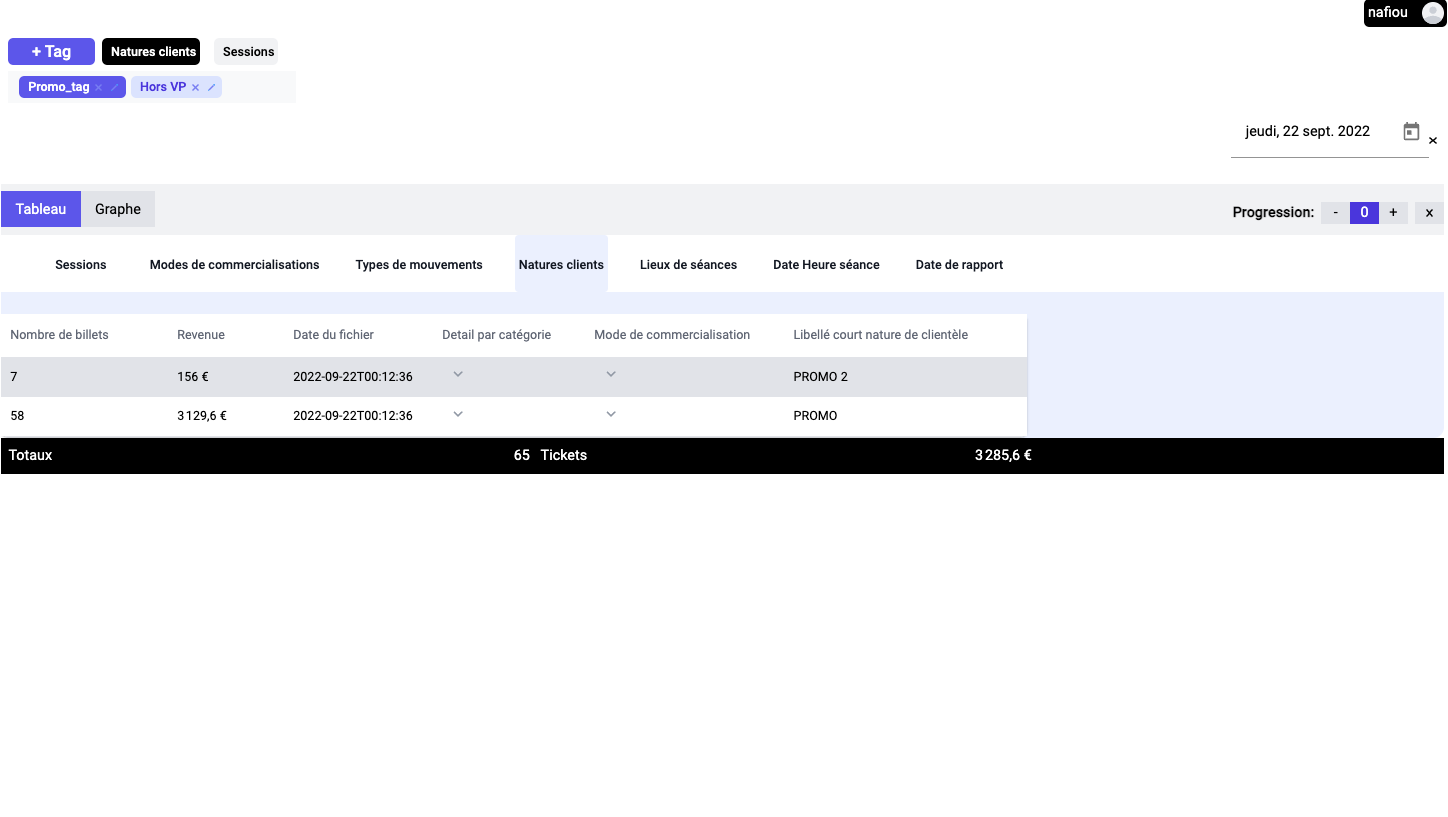 nafiou
+ Tag Natures clients Sessions
Promo_tag × Hors VP ×
jeudi, 22 sept. 2022 ×
Tableau Graphe Progression: - 0 + x
Sessions Modes de commercialisations Types de mouvements Natures clients Lieux de séances Date Heure séance Date de rapport
Nombre de billets Revenue Date du fichier Detail par catégorie Mode de commercialisation Libellé court nature de clientèle
7 156 € 2022-09-22T00:12:36 PROMO 2
58 3 129,6 € 2022-09-22T00:12:36 PROMO
Totaux 65 Tickets 3 285,6 €